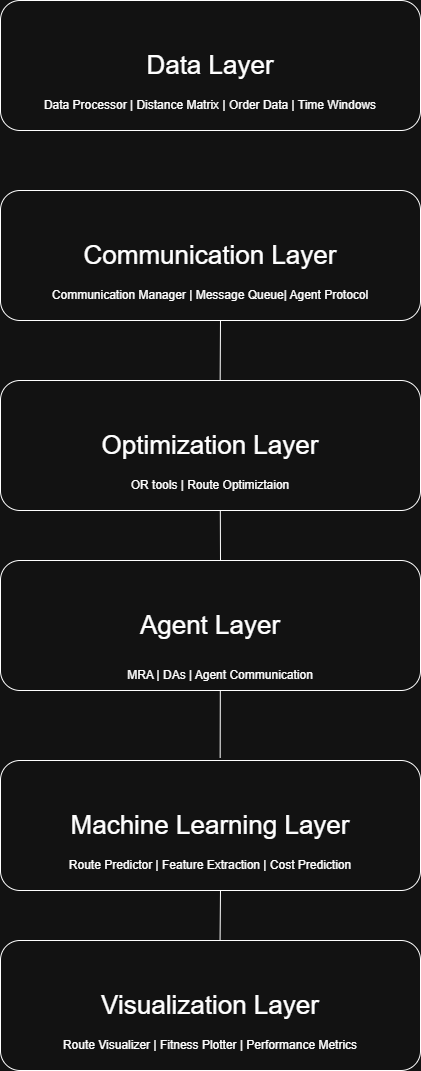 Data Layer
Data Processor | Distance Matrix | Order Data | Time Windows
Communication Layer
Communication Manager | Message Queue| Agent Protocol
Optimization Layer
OR tools | Route Optimiztaion
Agent Layer
MRA | DAs | Agent Communication
Machine Learning Layer
Route Predictor | Feature Extraction | Cost Prediction
Visualization Layer
Route Visualizer | Fitness Plotter | Performance Metrics